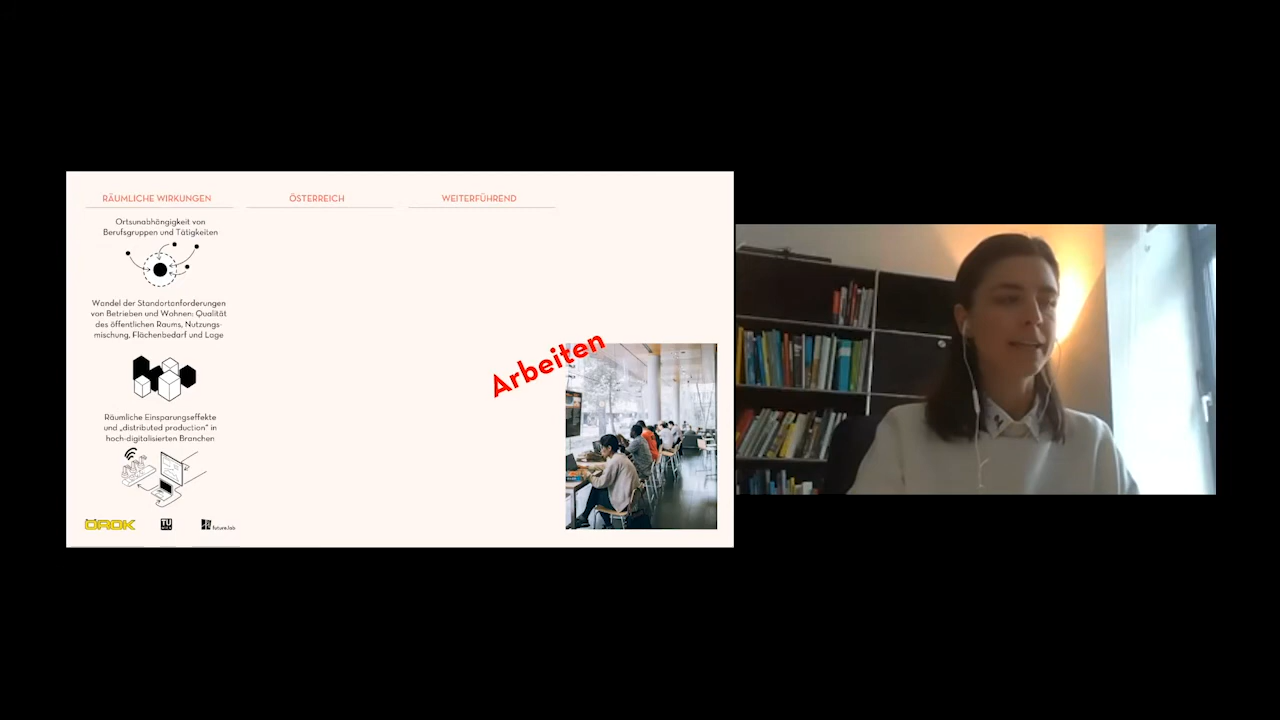 RÄUMLICHE WIRKUNGEN
Ortsunabhängigkeit von
Berufsgruppen und Tätigkeiten
Wandel der Standortanforderungen
von Betrieben und Wohnen: Qualität
des öffentlichen Raums, Nutzungs-
mischung, Flächenbedarf und Lage
Räumliche Einsparungseffekte
und „distributed production" in
hoch-digitalisierten Branchen
ÖSTERREICH
WEITERFÜHREND
Arbeiten
ÖROK
TU
future.lab